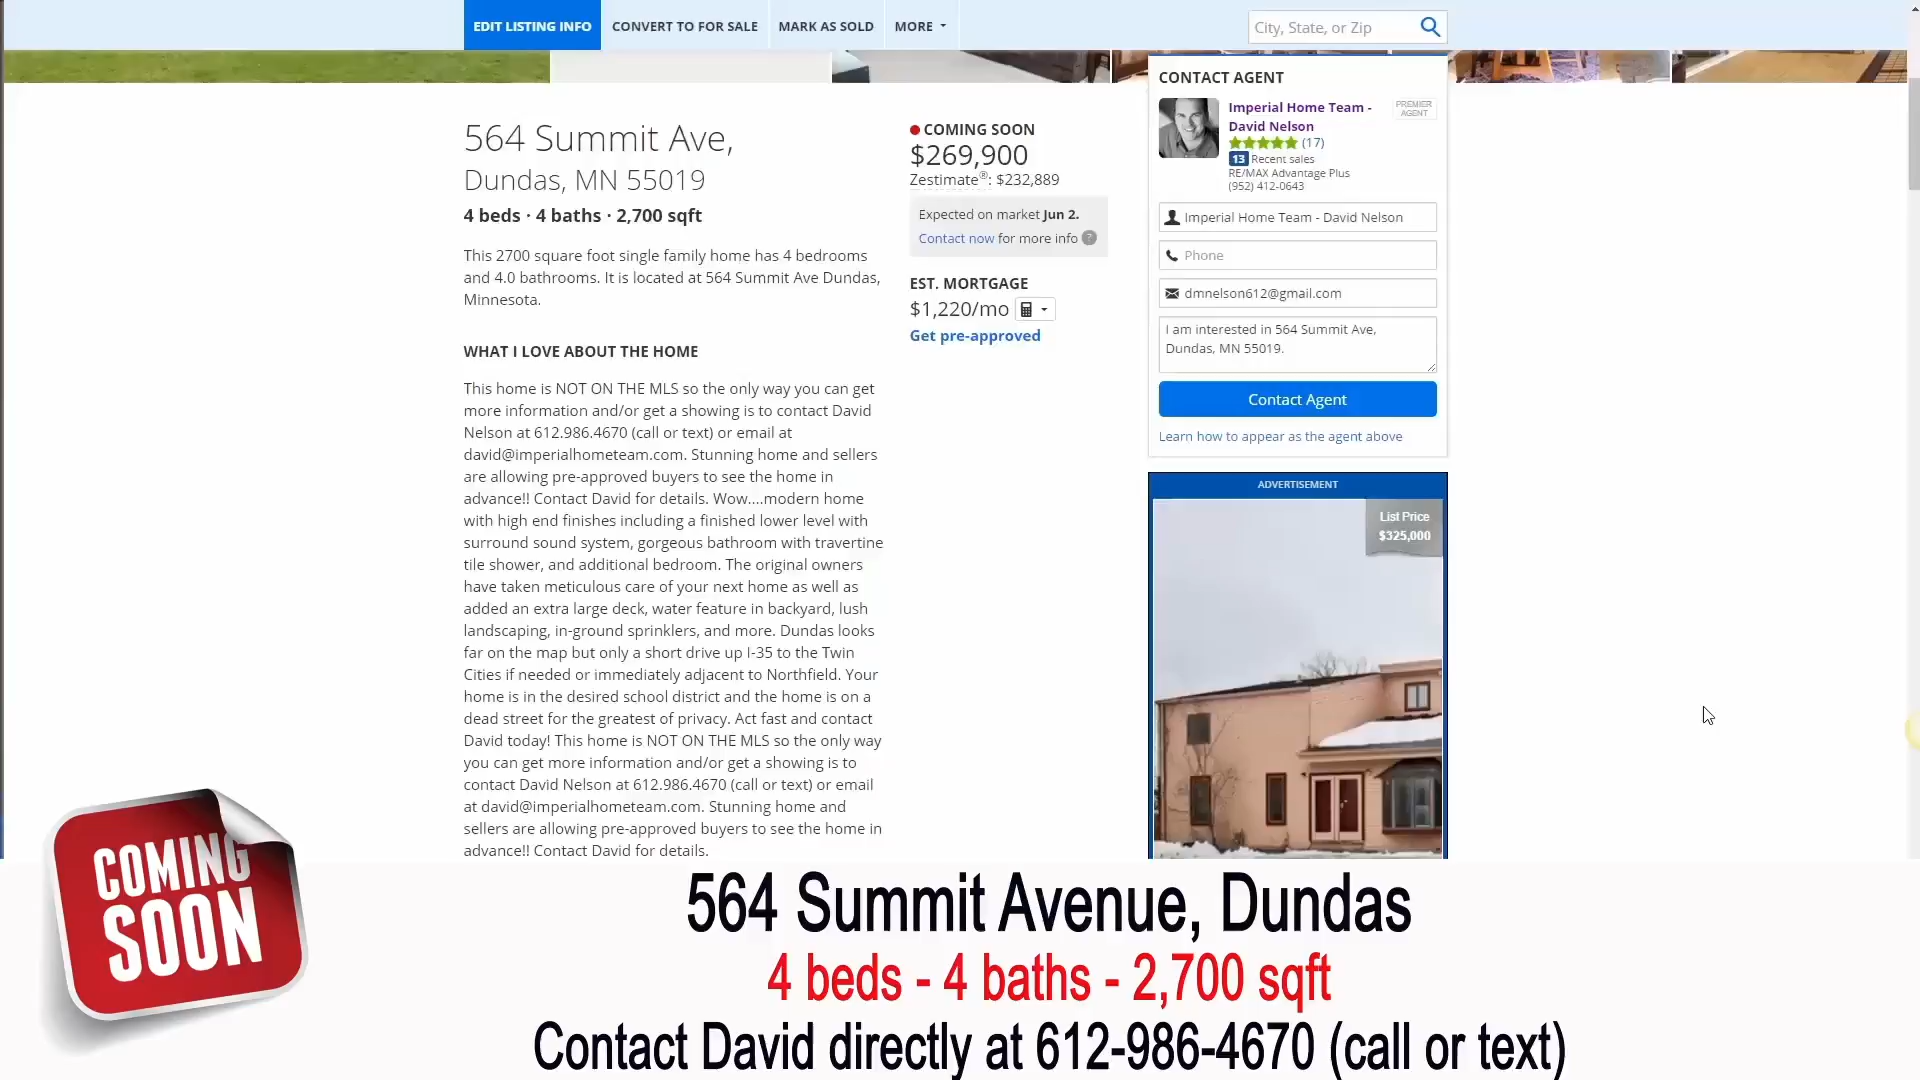 EDIT LISTING INFO CONVERT TO FOR SALE MARK AS SOLD MORE
City, State, or Zip
564 Summit Ave,
Dundas, MN 55019
4 beds · 4 baths · 2,700 sqft
This 2700 square foot single family home has 4 bedrooms
and 4.0 bathrooms. It is located at 564 Summit Ave Dundas,
Minnesota.
WHAT I LOVE ABOUT THE HOME
This home is NOT ON THE MLS so the only way you can get
more information and/or get a showing is to contact David
Nelson at 612.986.4670 (call or text) or email at
david@imperialhometeam.com. Stunning home and sellers
are allowing pre-approved buyers to see the home in
advance!! Contact David for details. Wow....modern home
with high end finishes including a finished lower level with
surround sound system, gorgeous bathroom with travertine
tile shower, and additional bedroom. The original owners
have taken meticulous care of your next home as well as
added an extra large deck, water feature in backyard, lush
landscaping, in-ground sprinklers, and more. Dundas looks
far on the map but only a short drive up I-35 to the Twin
Cities if needed or immediately adjacent to Northfield. Your
home is in the desired school district and the home is on a
dead street for the greatest of privacy. Act fast and contact
David today! This home is NOT ON THE MLS so the only way
you can get more information and/or get a showing is to
contact David Nelson at 612.986.4670 (call or text) or email
at david@imperialhometeam.com. Stunning home and
sellers are allowing pre-approved buyers to see the home in
advance!! Contact David for details.
COMING SOON
$269,900
Zestimate®: $232,889
Expected on market Jun 2.
Contact now for more info ?
EST. MORTGAGE
$1,220/mo
Get pre-approved
CONTACT AGENT
Imperial Home Team -
David Nelson
PREMIER
AGENT
(17)
13 Recent sales
RE/MAX Advantage Plus
(952) 412-0643
Imperial Home Team - David Nelson
Phone
dmnelson612@gmail.com
I am interested in 564 Summit Ave,
Dundas, MN 55019.
Contact Agent
Learn how to appear as the agent above
ADVERTISEMENT
List Price
$325,000
COMING
SOON
564 Summit Avenue, Dundas
4 beds - 4 baths - 2,700 sqft
Contact David directly at 612-986-4670 (call or text)